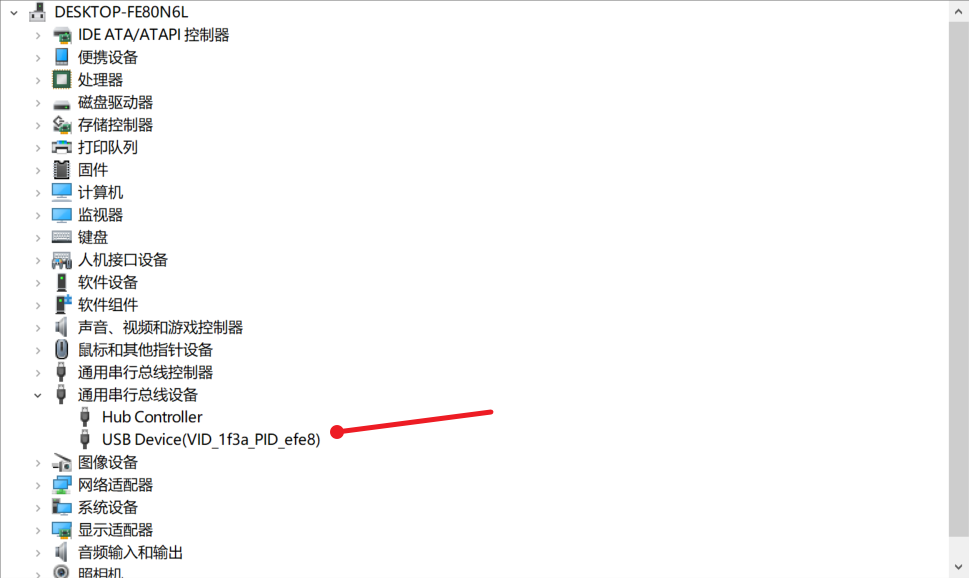 DESKTOP-FE80N6L
IDE ATA/ATAPI 控制器
便携设备
处理器
磁盘驱动器
存储控制器
打印队列
固件
计算机
监视器
键盘
人机接口设备
软件设备
软件组件
声音、视频和游戏控制器
鼠标和其他指针设备
通用串行总线控制器
通用串行总线设备
Hub Controller
USB Device(VID_1f3a_PID_efe8)
图像设备
网络适配器
系统设备
显示适配器
音频输入和输出
照相机